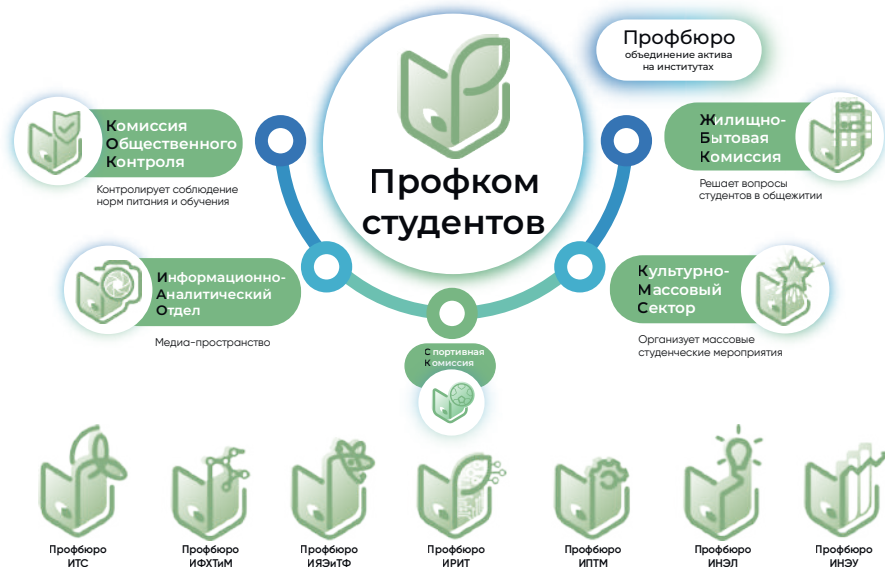 Профком
студентов
Профбюро
объединение актива
на институтах
Комиссия
Общественного
Контроля
Контролирует соблюдение
норм питания и обучения
Жилищно-
Бытовая
Комиссия
Решает вопросы
студентов в общежитии
Информационно-
Аналитический
Отдел
Медиа-пространство
Культурно-
Массовый
Сектор
Организует массовые
студенческие мероприятия
Спортивная
Комиссия
Профбюро
ИТС
Профбюро
ИФХТиМ
Профбюро
ИЯЭиТФ
Профбюро
ИРИТ
Профбюро
ИПТМ
Профбюро
ИНЭЛ
Профбюро
ИНЭУ